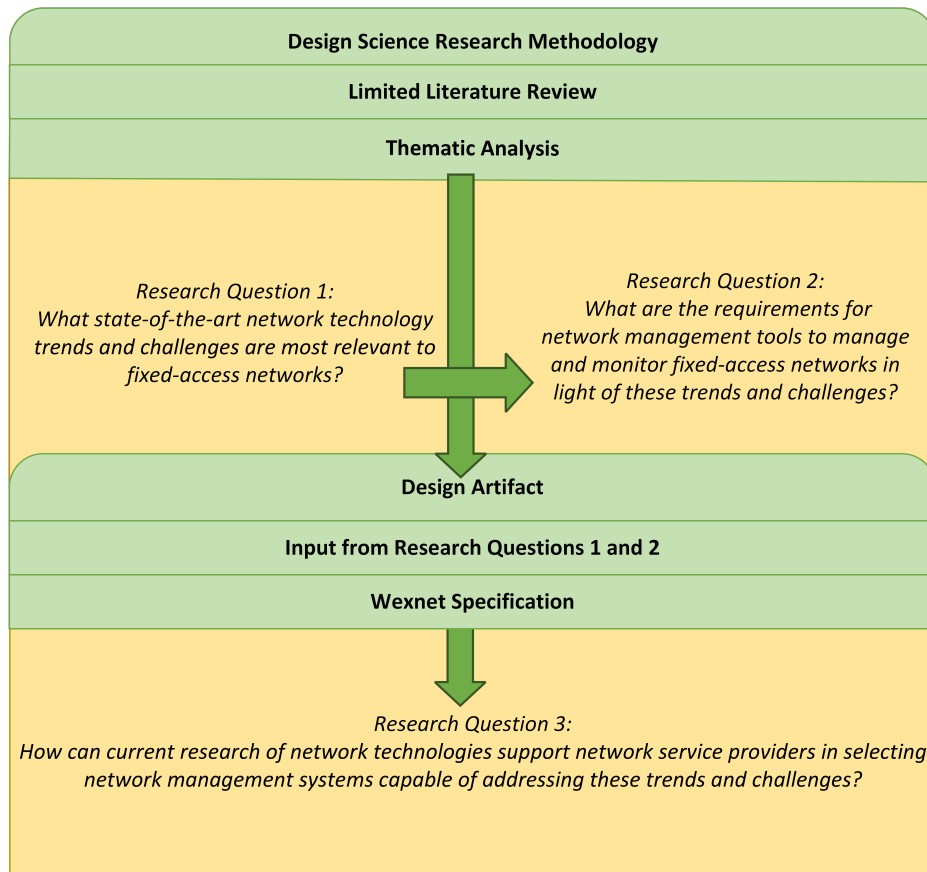 Design Science Research Methodology
Limited Literature Review
Thematic Analysis
Research Question 1:
What state-of-the-art network technology
trends and challenges are most relevant to
fixed-access networks?
Research Question 2:
What are the requirements for
network management tools to manage
and monitor fixed-access networks in
light of these trends and challenges?
Design Artifact
Input from Research Questions 1 and 2
Wexnet Specification
Research Question 3:
How can current research of network technologies support network service providers in selecting
network management systems capable of addressing these trends and challenges?